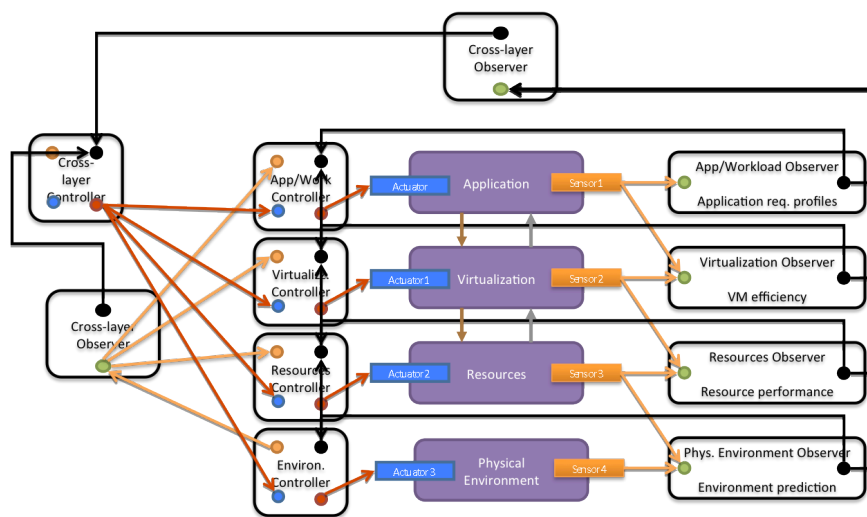 Cross-layer
Observer
Cross-
layer
Controller
App/Work
Controller
Actuator
Application
Sensor1
App/Workload Observer
Application req. profiles
Virtualiz.
Controller
Actuator1
Virtualization
Sensor2
Virtualization Observer
VM efficiency
Cross-layer
Observer
Resources
Controller
Actuator2
Resources
Sensor3
Resources Observer
Resource performance
Environ.
Controller
Actuator3
Physical
Environment
Sensor4
Phys. Environment Observer
Environment prediction